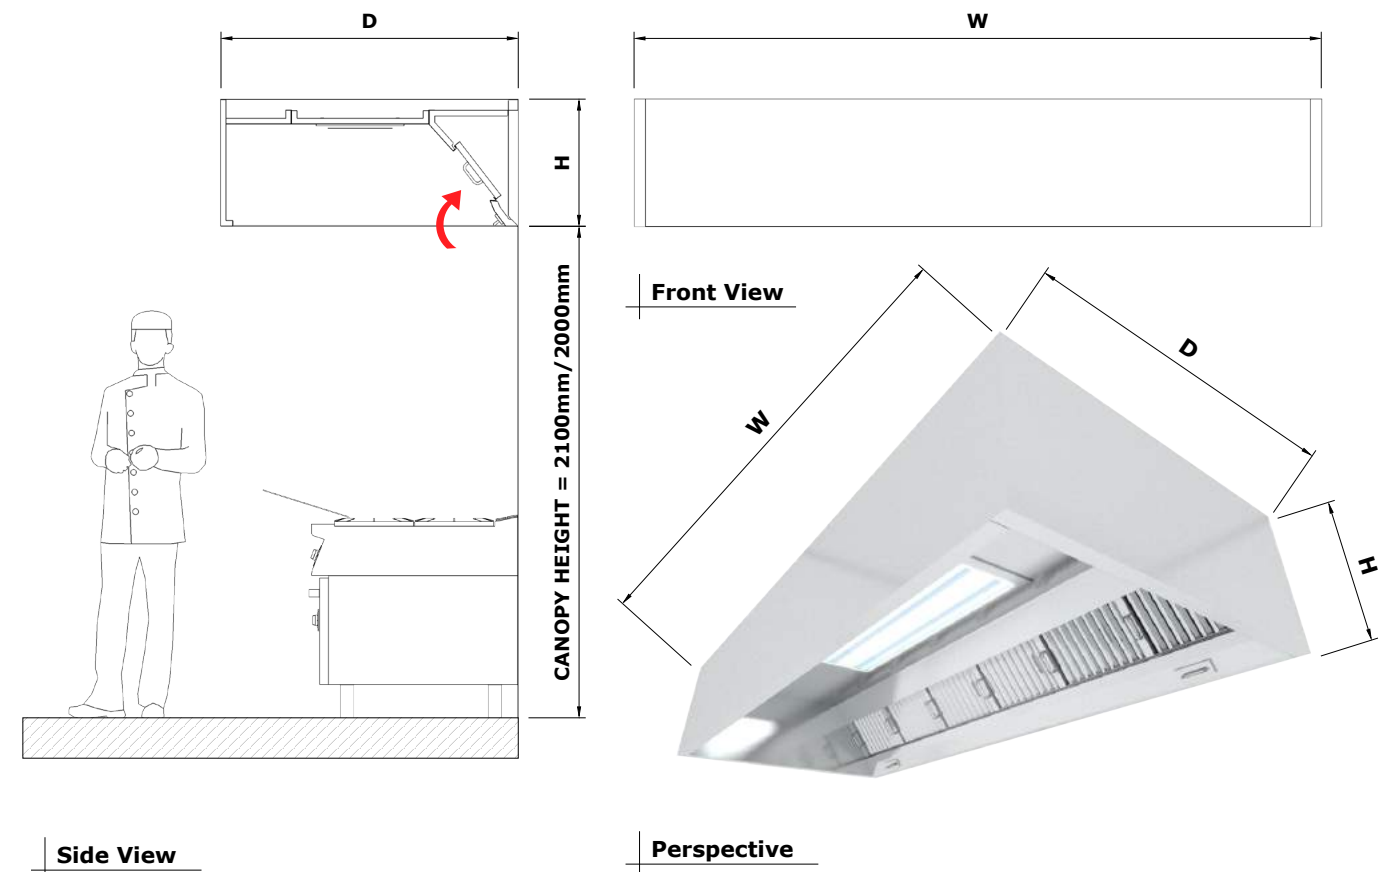 D
W
H
CANOPY HEIGHT = 2100mm/2000mm
Front View
W
D
H
Side View
Perspective